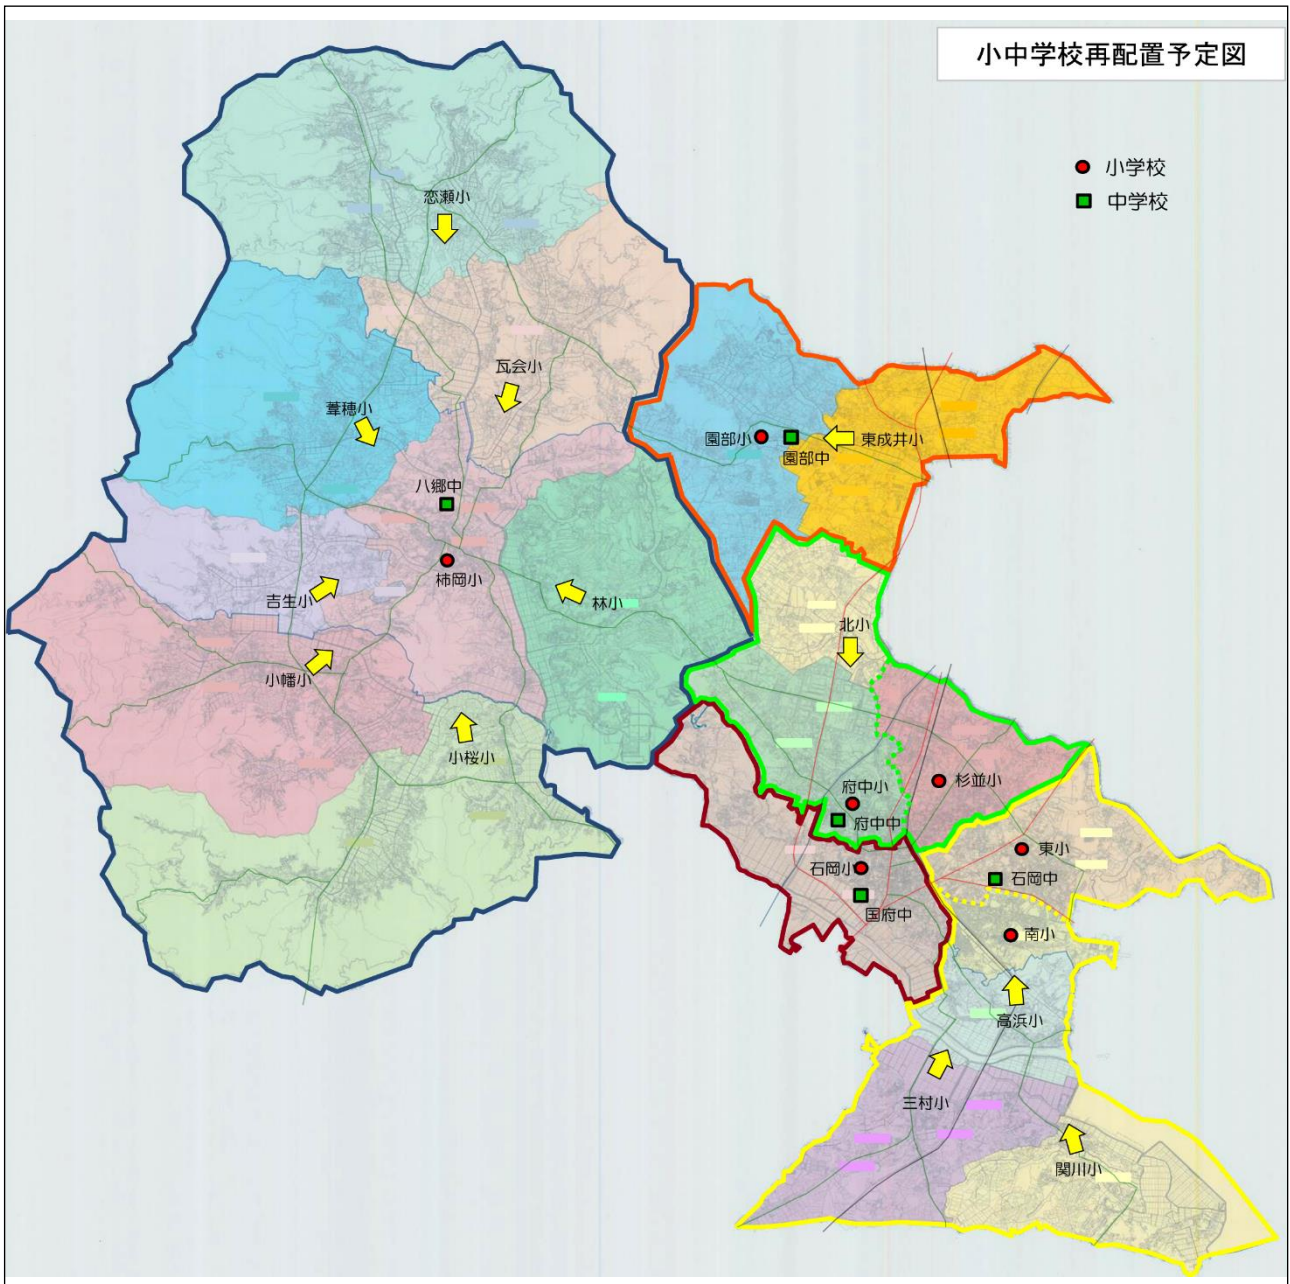 小中学校再配置予定図
小学校
中学校
恋瀬小
瓦会小
葦穂小
園部小
園部中
東成井小
八郷中
柿岡小
吉生小
林小
北小
小幡小
小桜小
杉並小
府中小
府中中
東小
石岡小
石岡中
国府中
南小
高浜小
三村小
関川小